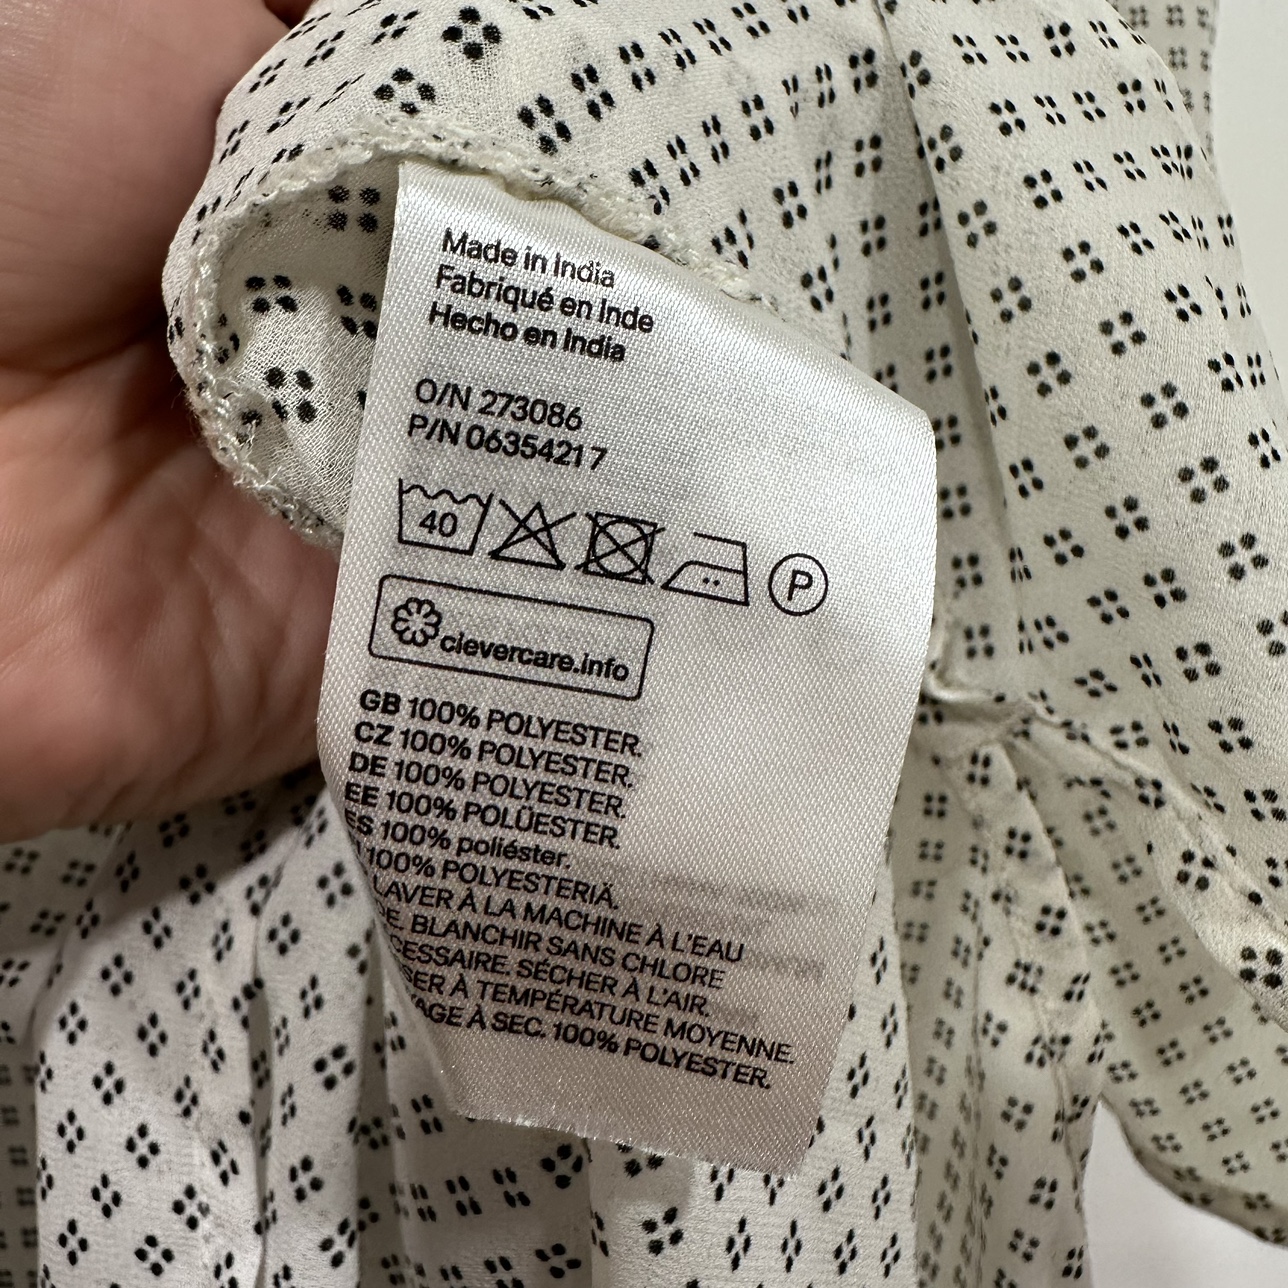 Made in India
Fabriqué en Inde
Hecho en India
O/N 273086
P/N 06354217
40
P
clevercare.info
GB 100% POLYESTER.
CZ 100% POLYESTER.
DE 100% POLYESTER.
EE 100% POLÜESTER.
ES 100% poliéster.
100% POLYESTERIÄ.
LAVER À LA MACHINE À L'EAU
BLANCHIR SANS CHLORE
SÉCHER À L'AIR.
À TEMPÉRATURE MOYENNE.
À SEC. 100% POLYESTER.